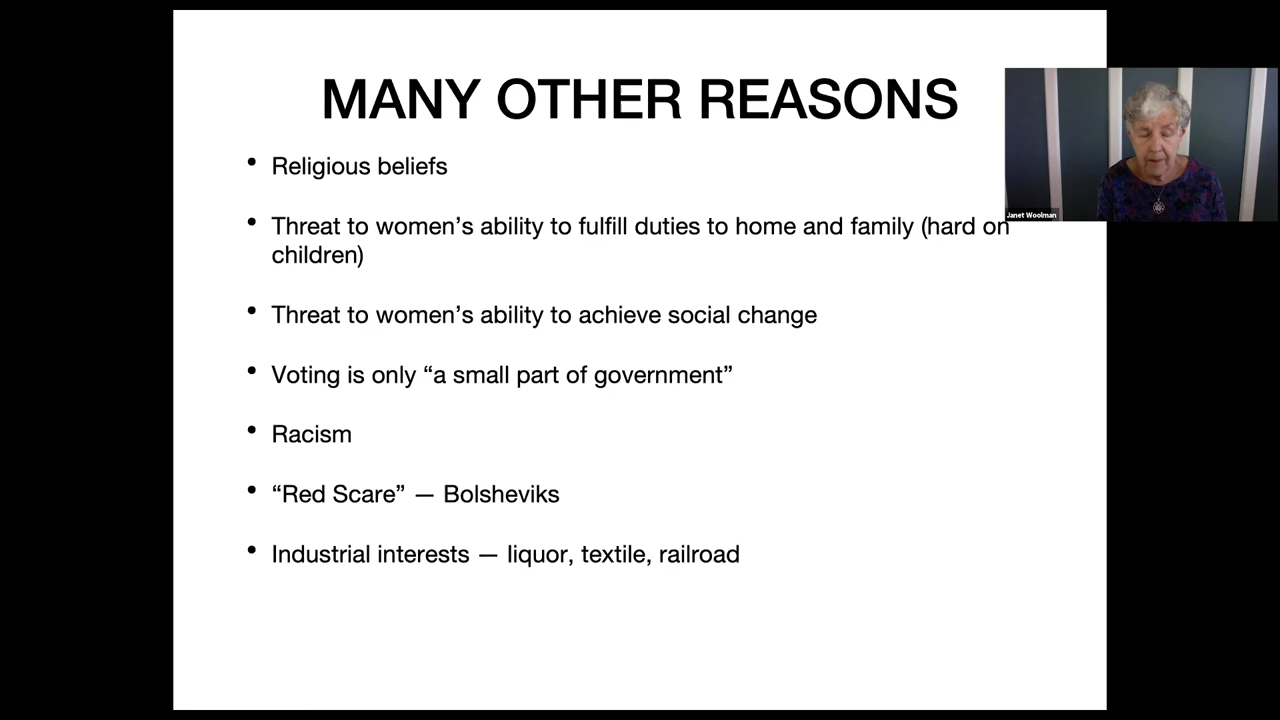 MANY OTHER REASONS
• Religious beliefs
• Threat to women’s ability to fulfill duties to home and family (hard on
children)
• Threat to women’s ability to achieve social change
• Voting is only “a small part of government”
• Racism
• “Red Scare” — Bolsheviks
• Industrial interests — liquor, textile, railroad
Janet Woolman